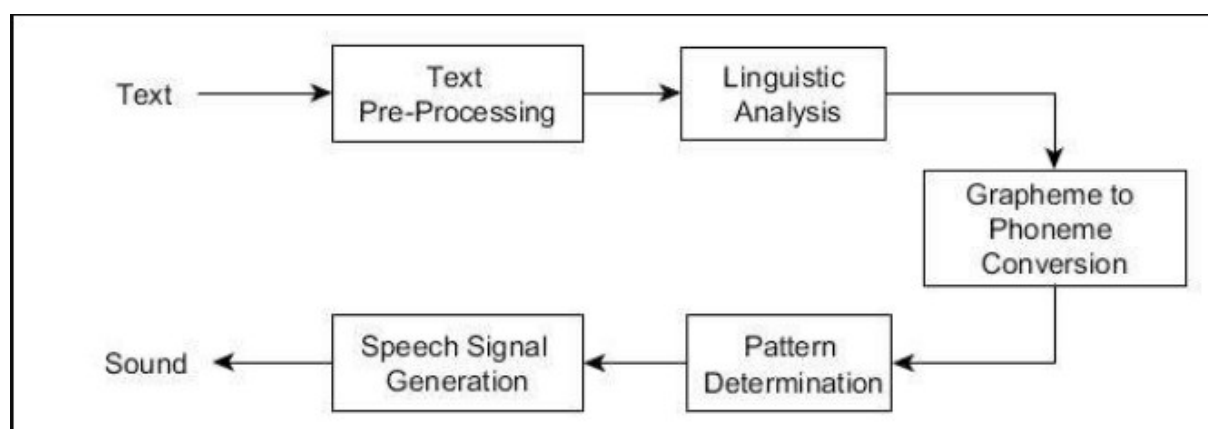 Text
Text
Pre-Processing
Linguistic
Analysis
Grapheme to
Phoneme
Conversion
Pattern
Determination
Speech Signal
Generation
Sound